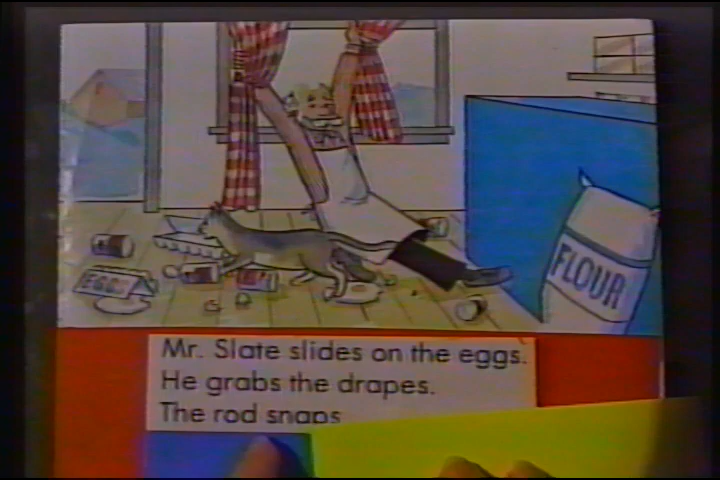 EGGS
FLOUR
Mr. Slate slides on the eggs.
He grabs the drapes.
The rod snaps